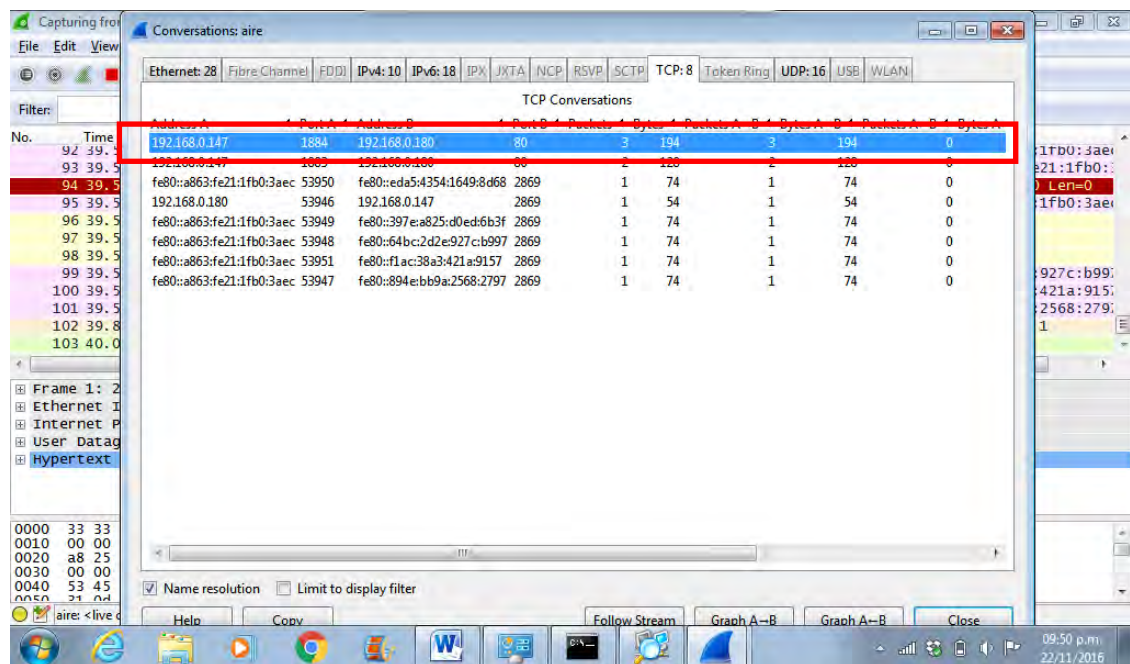 Capturing fro
Conversations: aire
File Edit View
Ethernet: 28 Fibre Channel FDDI IPv4: 10 IPv6: 18 IPX JXTA NCP RSVP SCTP TCP: 8 Token Ring UDP: 16 USB WLAN
Filter:
TCP Conversations
No. Time
192.168.0.147 1884 192.168.0.180 80 3 194 3 194 0
92 39.5
93 39.5
94 39.5
95 39.5
96 39.5
97 39.5
98 39.5
99 39.5
100 39.5
101 39.5
102 39.8
103 40.0
fe80::a863:fe21:1fb0:3aec 53950 fe80::eda5:4354:1649:8d68 2869 1 74 1 74 0
192.168.0.180 53946 192.168.0.147 2869 1 54 1 54 0
fe80::a863:fe21:1fb0:3aec 53949 fe80::397e:a825:d0ed:6b3f 2869 1 74 1 74 0
fe80::a863:fe21:1fb0:3aec 53948 fe80::64bc:2d2e:927c:b997 2869 1 74 1 74 0
fe80::a863:fe21:1fb0:3aec 53951 fe80::f1ac:38a3:421a:9157 2869 1 74 1 74 0
fe80::a863:fe21:1fb0:3aec 53947 fe80::894e:bb9a:2568:2797 2869 1 74 1 74 0
e21:1fb0:
Len=0
927c:b997
421a:9157
2568:279
1
Frame 1: 2
Ethernet I
Internet P
User Datag
Hypertext
0000 33 33
0010 00 00
0020 a8 25
0030 00 00
0040 53 45
Name resolution Limit to display filter
aire: <live c
Help Copy Follow Stream Graph A→B Graph A←B Close
09:50 p.m.
22/11/2016